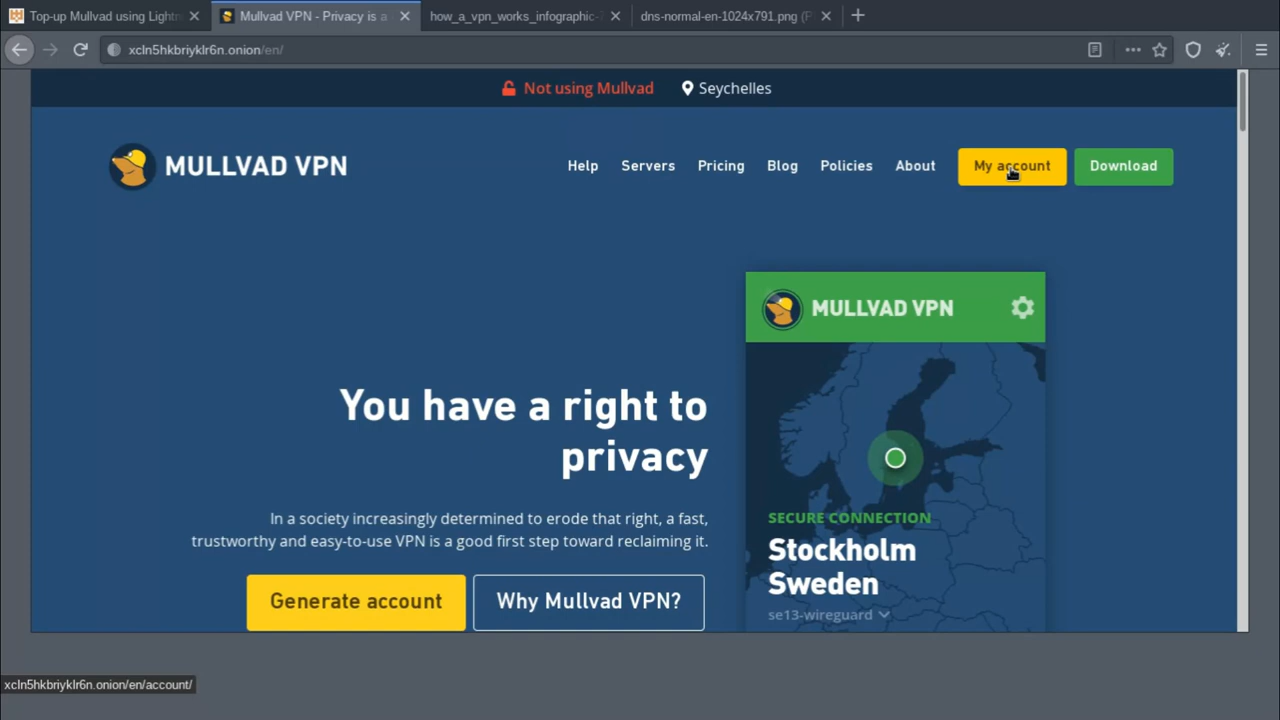 Top-up Mullvad using Lightn
Mullvad VPN - Privacy is a
how_a_vpn_works_infographic-
dns-normal-en-1024x791.png (P
xcln5hkbriyklr6n.onion/en/
Not using Mullvad
Seychelles
MULLVAD VPN
Help
Servers
Pricing
Blog
Policies
About
My account
Download
MULLVAD VPN
You have a right to
privacy
In a society increasingly determined to erode that right, a fast,
trustworthy and easy-to-use VPN is a good first step toward reclaiming it.
Generate account
Why Mullvad VPN?
SECURE CONNECTION
Stockholm
Sweden
se13-wireguard
xcln5hkbriyklr6n.onion/en/account/